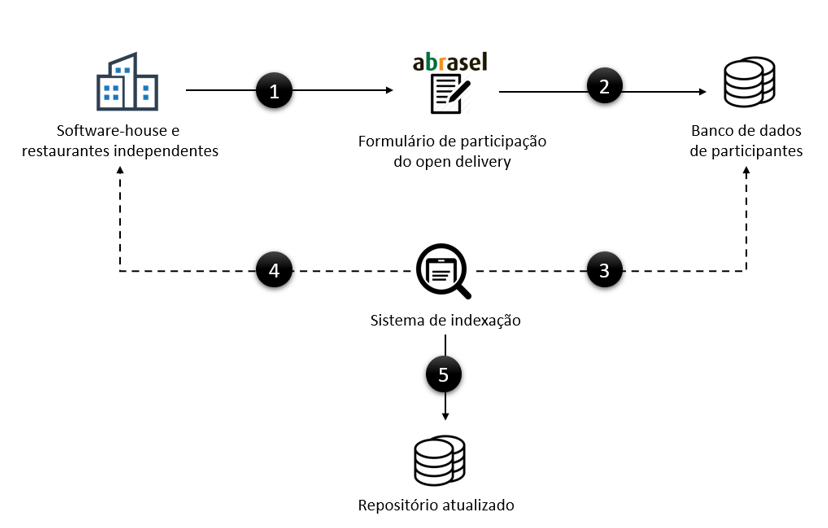 abrasel
1
2
Software-house e
restaurantes independentes
Formulário de participação
do open delivery
Banco de dados
de participantes
4
3
Sistema de indexação
5
Repositório atualizado